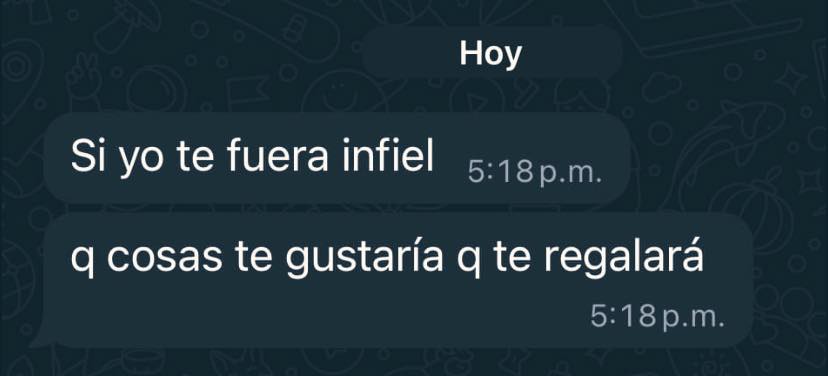 Hoy
Si yo te fuera infiel
5:18 p.m.
q cosas te gustaría q te regalará
5:18 p.m.